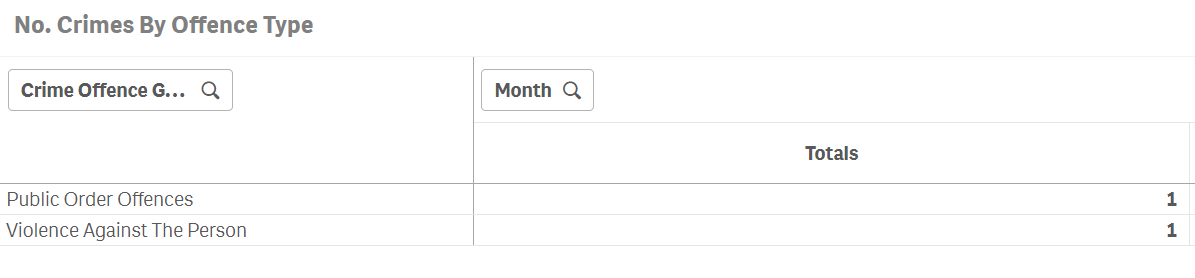 No. Crimes By Offence Type
Crime Offence G...
Month
Totals
Public Order Offences 1
Violence Against The Person 1